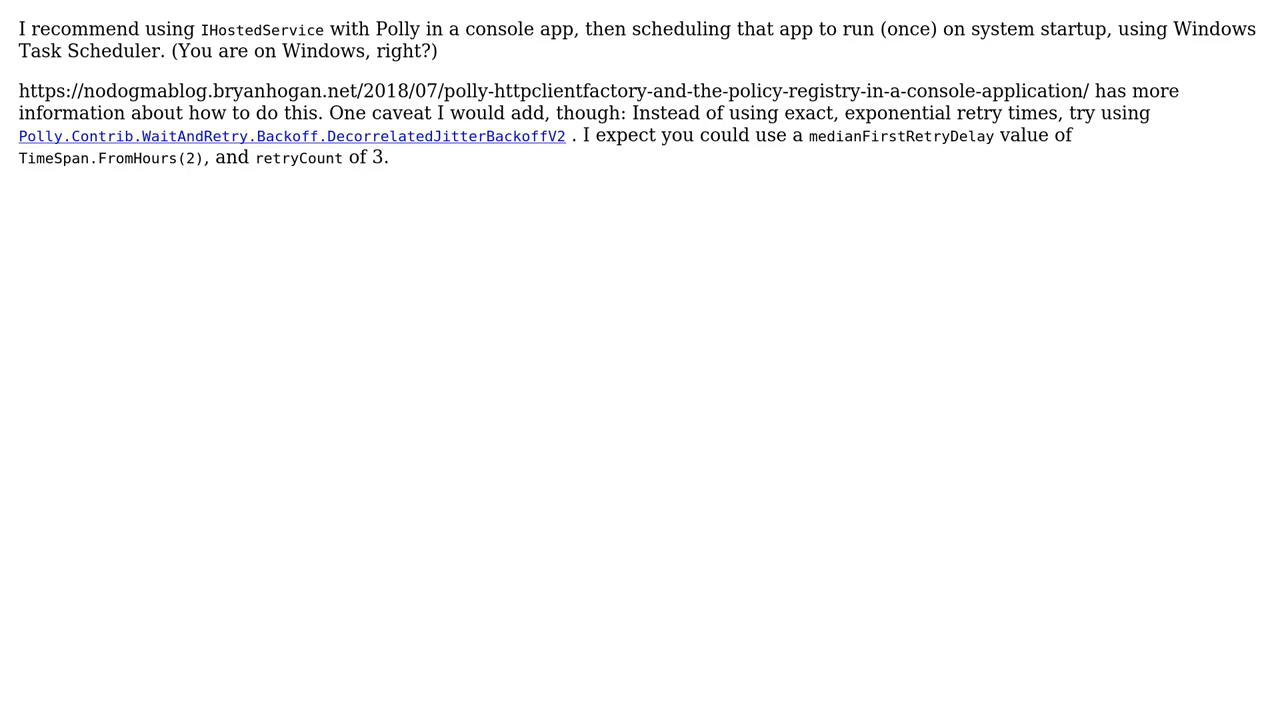 I recommend using IHostedService with Polly in a console app, then scheduling that app to run (once) on system startup, using Windows
Task Scheduler. (You are on Windows, right?)
https://nodogmablog.bryanhogan.net/2018/07/polly-httpclientfactory-and-the-policy-registry-in-a-console-application/ has more
information about how to do this. One caveat I would add, though: Instead of using exact, exponential retry times, try using
Polly.Contrib.WaitAndRetry.Backoff.DecorrelatedJitterBackoffV2 . I expect you could use a medianFirstRetryDelay value of
TimeSpan.FromHours(2), and retryCount of 3.